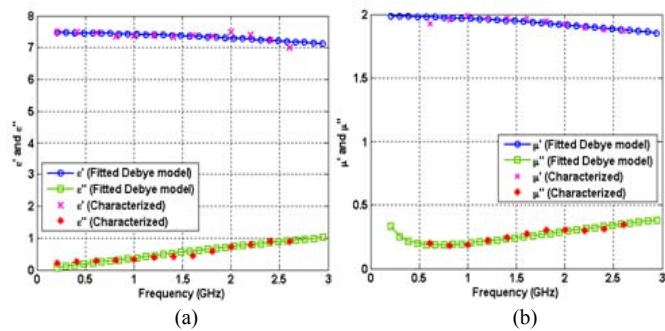 8
7
6
5
4
3
2
1
0
ε' and ε"
ε' (Fitted Debye model)
ε" (Fitted Debye model)
ε' (Characterized)
ε" (Characterized)
0 0.5 1 1.5 2 2.5 3
Frequency (GHz)
(a)
2
1.5
1
0.5
0
μ' and μ"
μ' (Fitted Debye model)
μ" (Fitted Debye model)
μ' (Characterized)
μ" (Characterized)
0 0.5 1 1.5 2 2.5 3
Frequency (GHz)
(b)